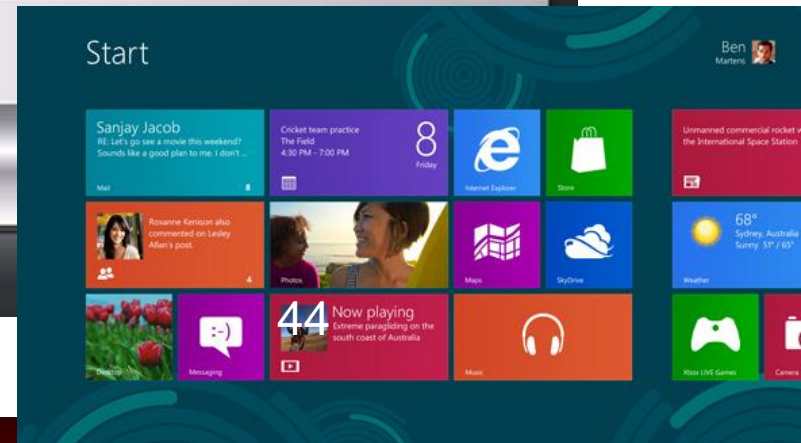 Start
Ben
Martens
Sanjay Jacob
RE: Let's go see a movie this weekend?
Sounds like a good plan to me. I don't ...
Mail
8
Cricket team practice
The Field
4:30 PM - 7:00 PM
8
Friday
Internet Explorer
Store
Unmanned commercial rocket
the International Space Station
Roxanne Kenison also
commented on Lesley
Allan's post.
4
Photos
Maps
SkyDrive
68°
Sydney, Australia
Sunny 51° / 65°
Weather
Desktop
:-)
Messaging
44
Now playing
Extreme paragliding on the
south coast of Australia
Music
Xbox LIVE Games
Camera